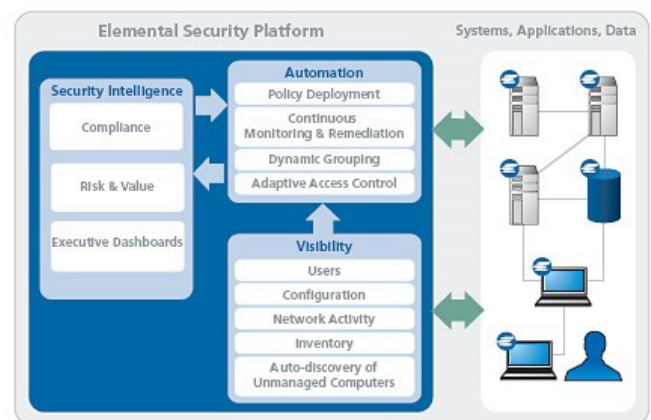 Elemental Security Platform
Systems, Applications, Data
Security Intelligence
Compliance
Risk & Value
Executive Dashboards
Automation
Policy Deployment
Continuous
Monitoring & Remediation
Dynamic Grouping
Adaptive Access Control
Visibility
Users
Configuration
Network Activity
Inventory
Auto-discovery of
Unmanaged Computers